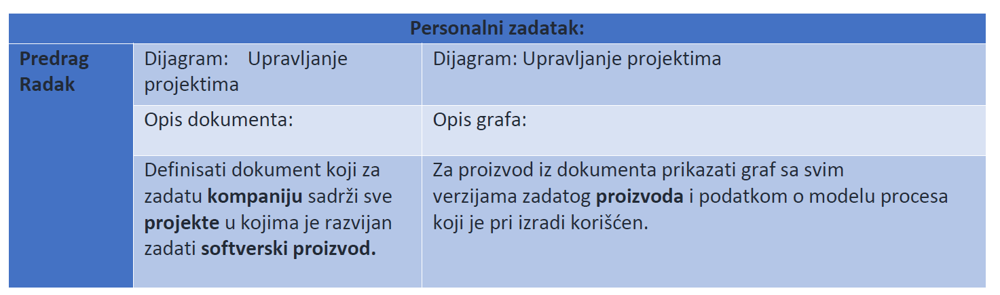 Personalni zadatak:
Predrag
Radak
Dijagram: Upravljanje
projektima
Dijagram: Upravljanje projektima
Opis dokumenta:
Opis grafa:
Definisati dokument koji za
zadatu kompaniju sadrži sve
projekte u kojima je razvijan
zadati softverski proizvod.
Za proizvod iz dokumenta prikazati graf sa svim
verzijama zadatog proizvoda i podatkom o modelu procesa
koji je pri izradi korišćen.